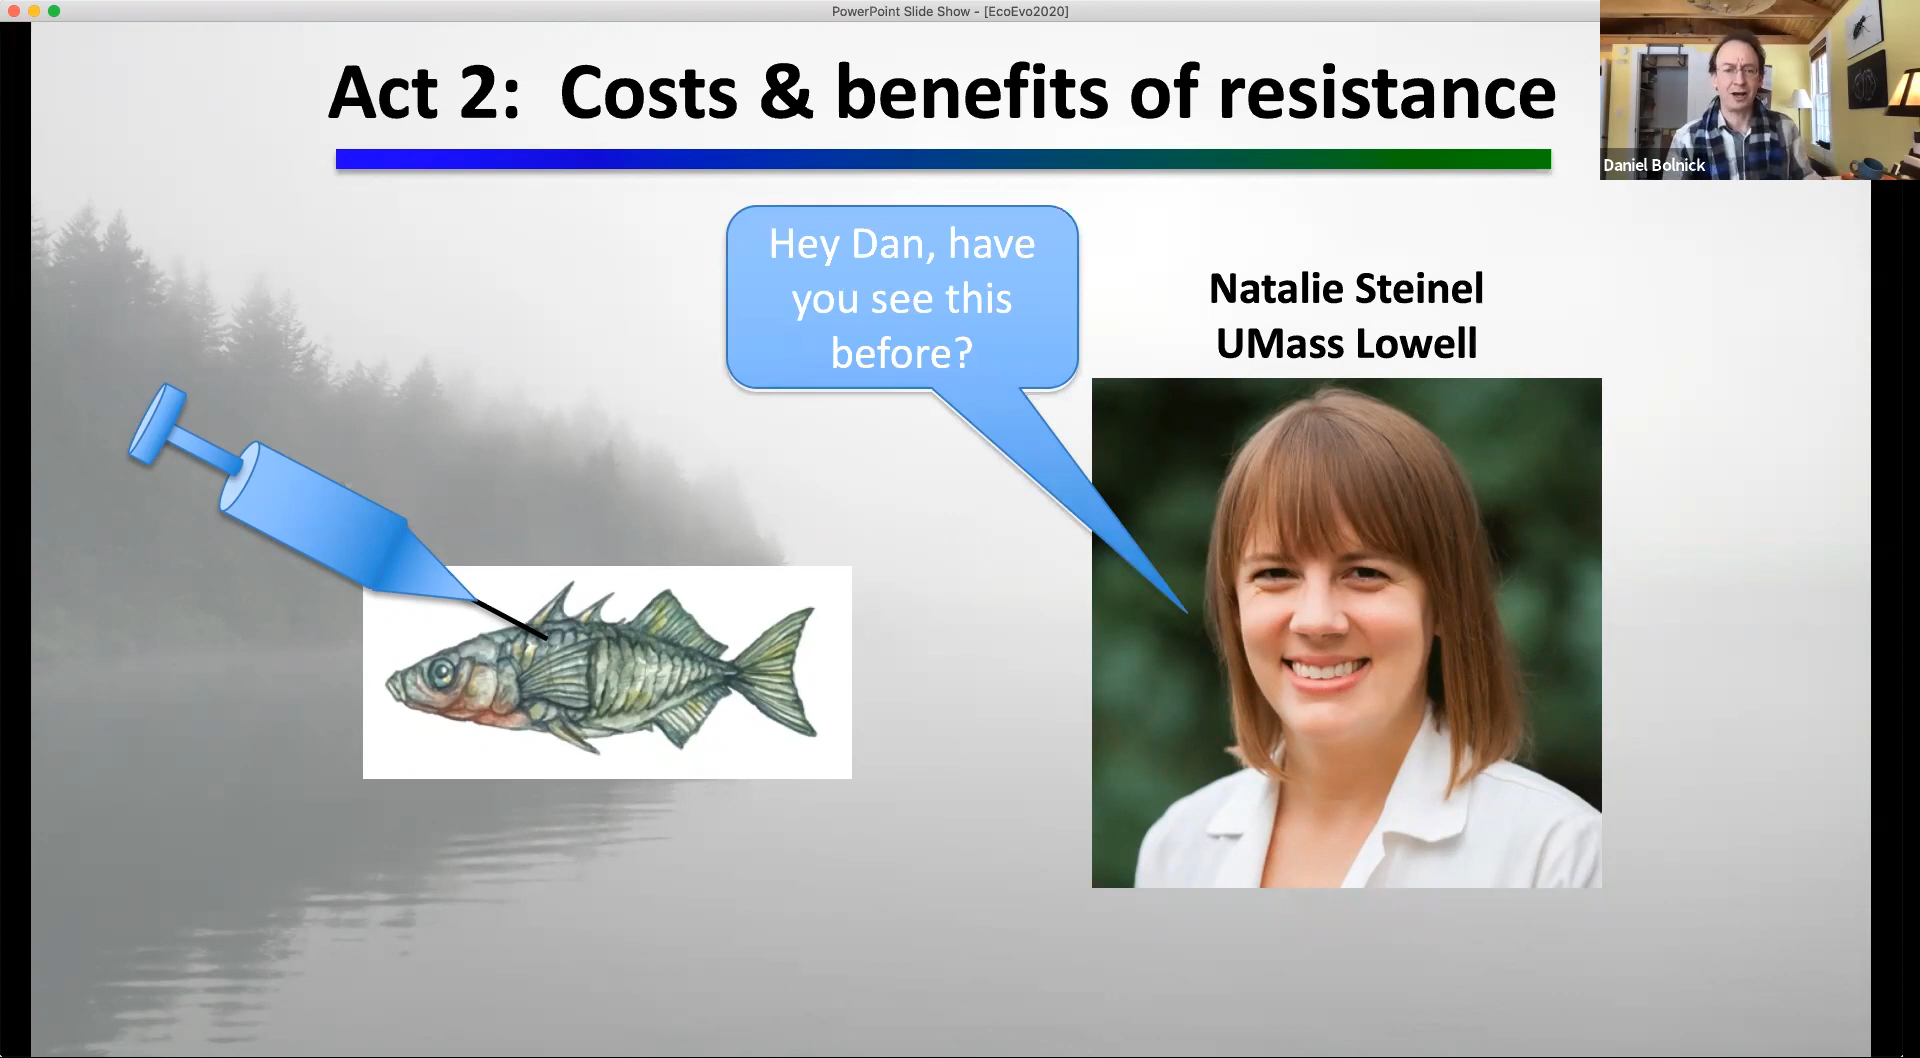 PowerPoint Slide Show - [EcoEvo2020]
Act 2: Costs & benefits of resistance
Daniel Bolnick
Hey Dan, have
you see this
before?
Natalie Steinel
UMass Lowell